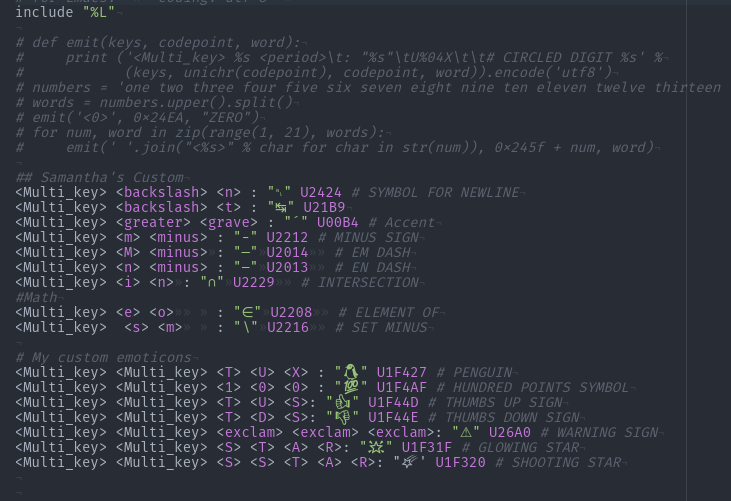 include "%L"
# def emit(keys, codepoint, word):
#     print ('<Multi_key> %s <period>\t: "%s"\tU%04X\t\t# CIRCLED DIGIT %s' %
#            (keys, unichr(codepoint), codepoint, word)).encode('utf8')
# numbers = 'one two three four five six seven eight nine ten eleven twelve thirteen
# words = numbers.upper().split()
# emit('<0>', 0x24EA, "ZERO")
# for num, word in zip(range(1, 21), words):
#     emit(' '.join("<%s>" % char for char in str(num)), 0x245f + num, word)
## Samantha's Custom
<Multi_key> <backslash> <n> : "␤" U2424 # SYMBOL FOR NEWLINE
<Multi_key> <backslash> <t> : "↹" U21B9
<Multi_key> <greater> <grave> : "´" U00B4 # Accent
<Multi_key> <m> <minus> : "−" U2212 # MINUS SIGN
<Multi_key> <M> <minus> : "—" U2014 # EM DASH
<Multi_key> <n> <minus> : "–" U2013 # EN DASH
<Multi_key> <i> <n> : "∩" U2229 # INTERSECTION
#Math
<Multi_key> <e> <o> : "∈" U2208 # ELEMENT OF
<Multi_key>  <s> <m> : "∖" U2216 # SET MINUS
# My custom emoticons
<Multi_key> <Multi_key> <T> <U> <X> : "🐧" U1F427 # PENGUIN
<Multi_key> <Multi_key> <1> <0> <0> : "💯" U1F4AF # HUNDRED POINTS SYMBOL
<Multi_key> <Multi_key> <T> <U> <S>: "👍" U1F44D # THUMBS UP SIGN
<Multi_key> <Multi_key> <T> <D> <S>: "👎" U1F44E # THUMBS DOWN SIGN
<Multi_key> <Multi_key> <exclam> <exclam> <exclam>: "⚠" U26A0 # WARNING SIGN
<Multi_key> <Multi_key> <S> <T> <A> <R>: "🌟" U1F31F # GLOWING STAR
<Multi_key> <Multi_key> <S> <S> <T> <A> <R>: "🌠" U1F320 # SHOOTING STAR